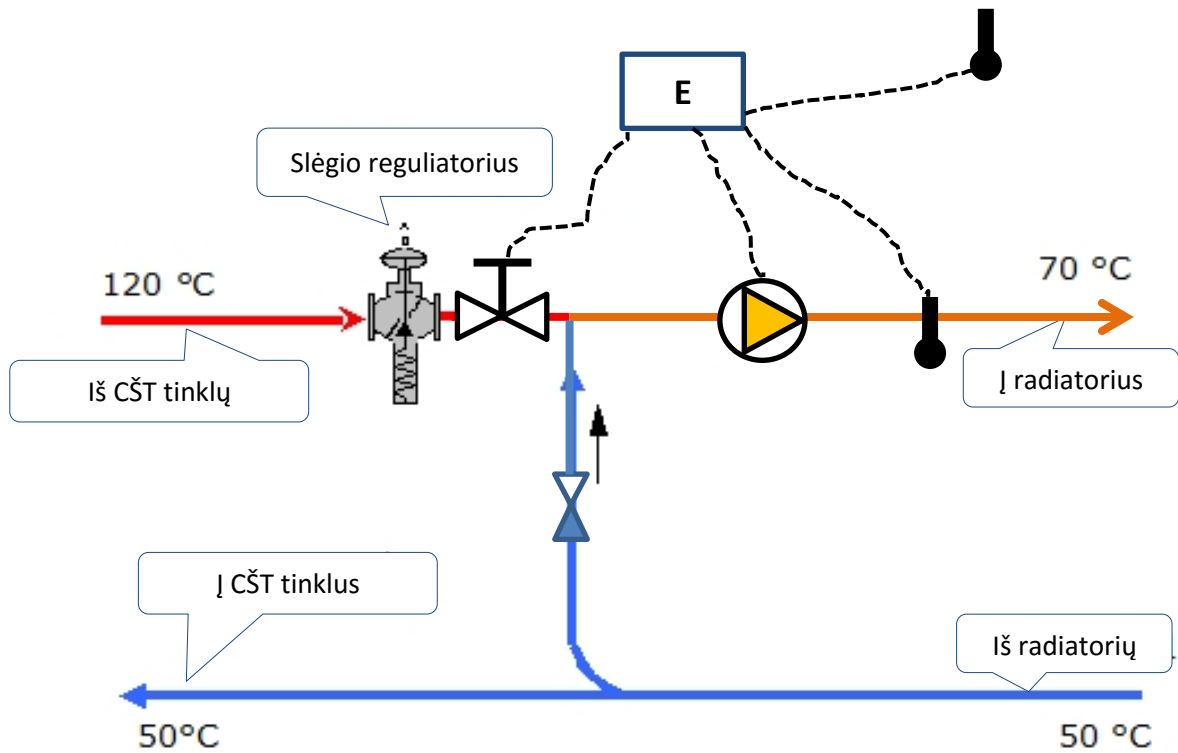 E
Slėgio reguliatorius
120 °C
70 °C
Iš CŠT tinklų
Į radiatorius
Į CŠT tinklus
Iš radiatorių
50°C
50 °C